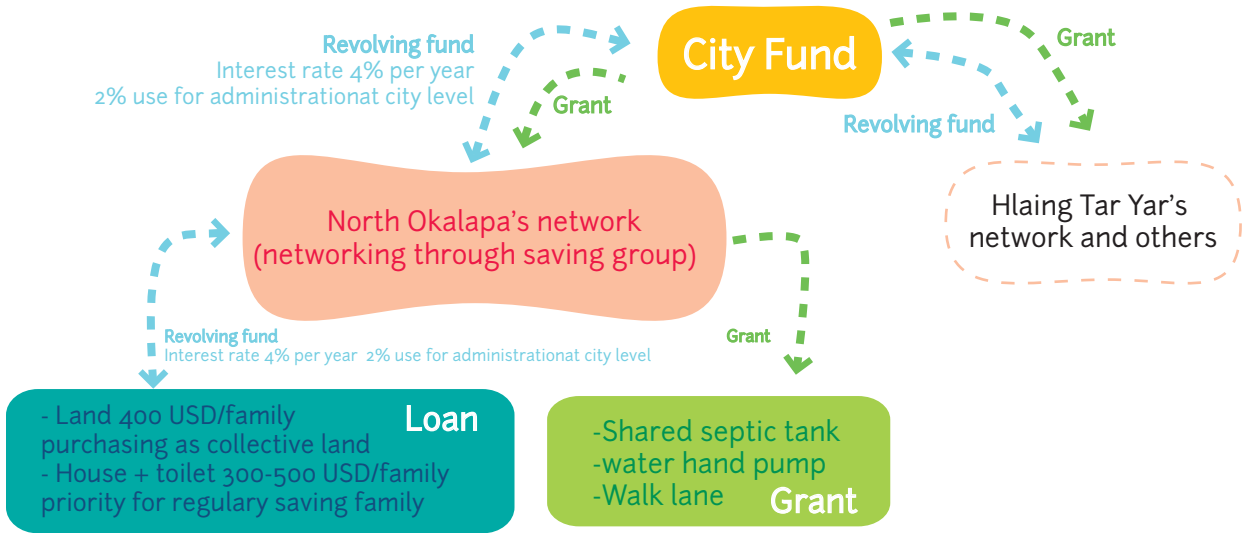 City Fund
Revolving fund
Interest rate 4% per year
2% use for administrationat city level
Grant
Grant
Revolving fund
North Okalapa's network
(networking through saving group)
Hlaing Tar Yar's
network and others
Revolving fund
Interest rate 4% per year 2% use for administrationat city level
Grant
Loan
- Land 400 USD/family
purchasing as collective land
- House + toilet 300-500 USD/family
priority for regulary saving family
-Shared septic tank
-water hand pump
-Walk lane
Grant